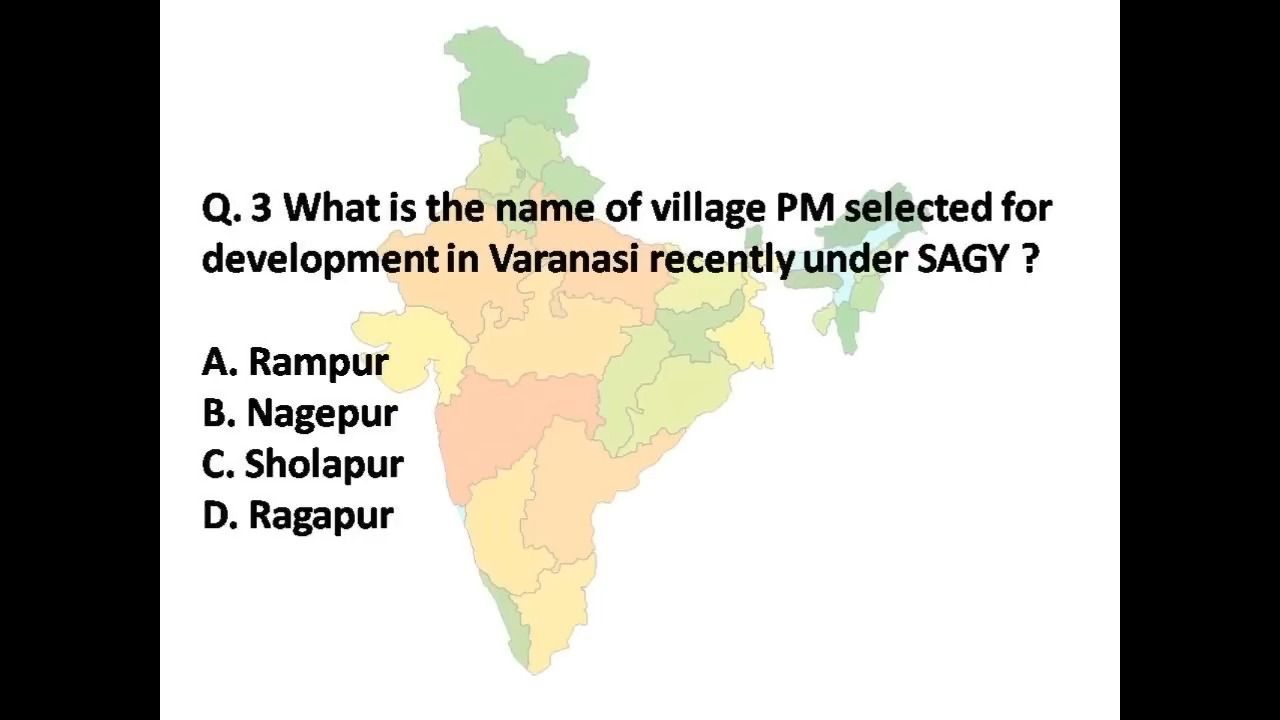 Q. 3 What is the name of village PM selected for
development in Varanasi recently under SAGY ?
A. Rampur
B. Nagepur
C. Sholapur
D. Ragapur